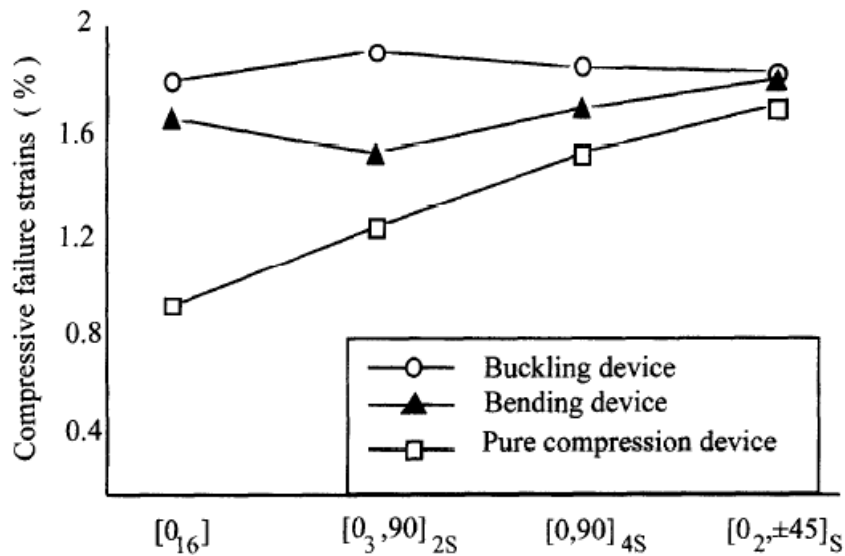 Compressive failure strains ( % )
2
1.6
1.2
0.8
0.4
Buckling device
Bending device
Pure compression device
[0₁₆] [0₃,90]₂S [0,90]₄S [0₂,±45]S